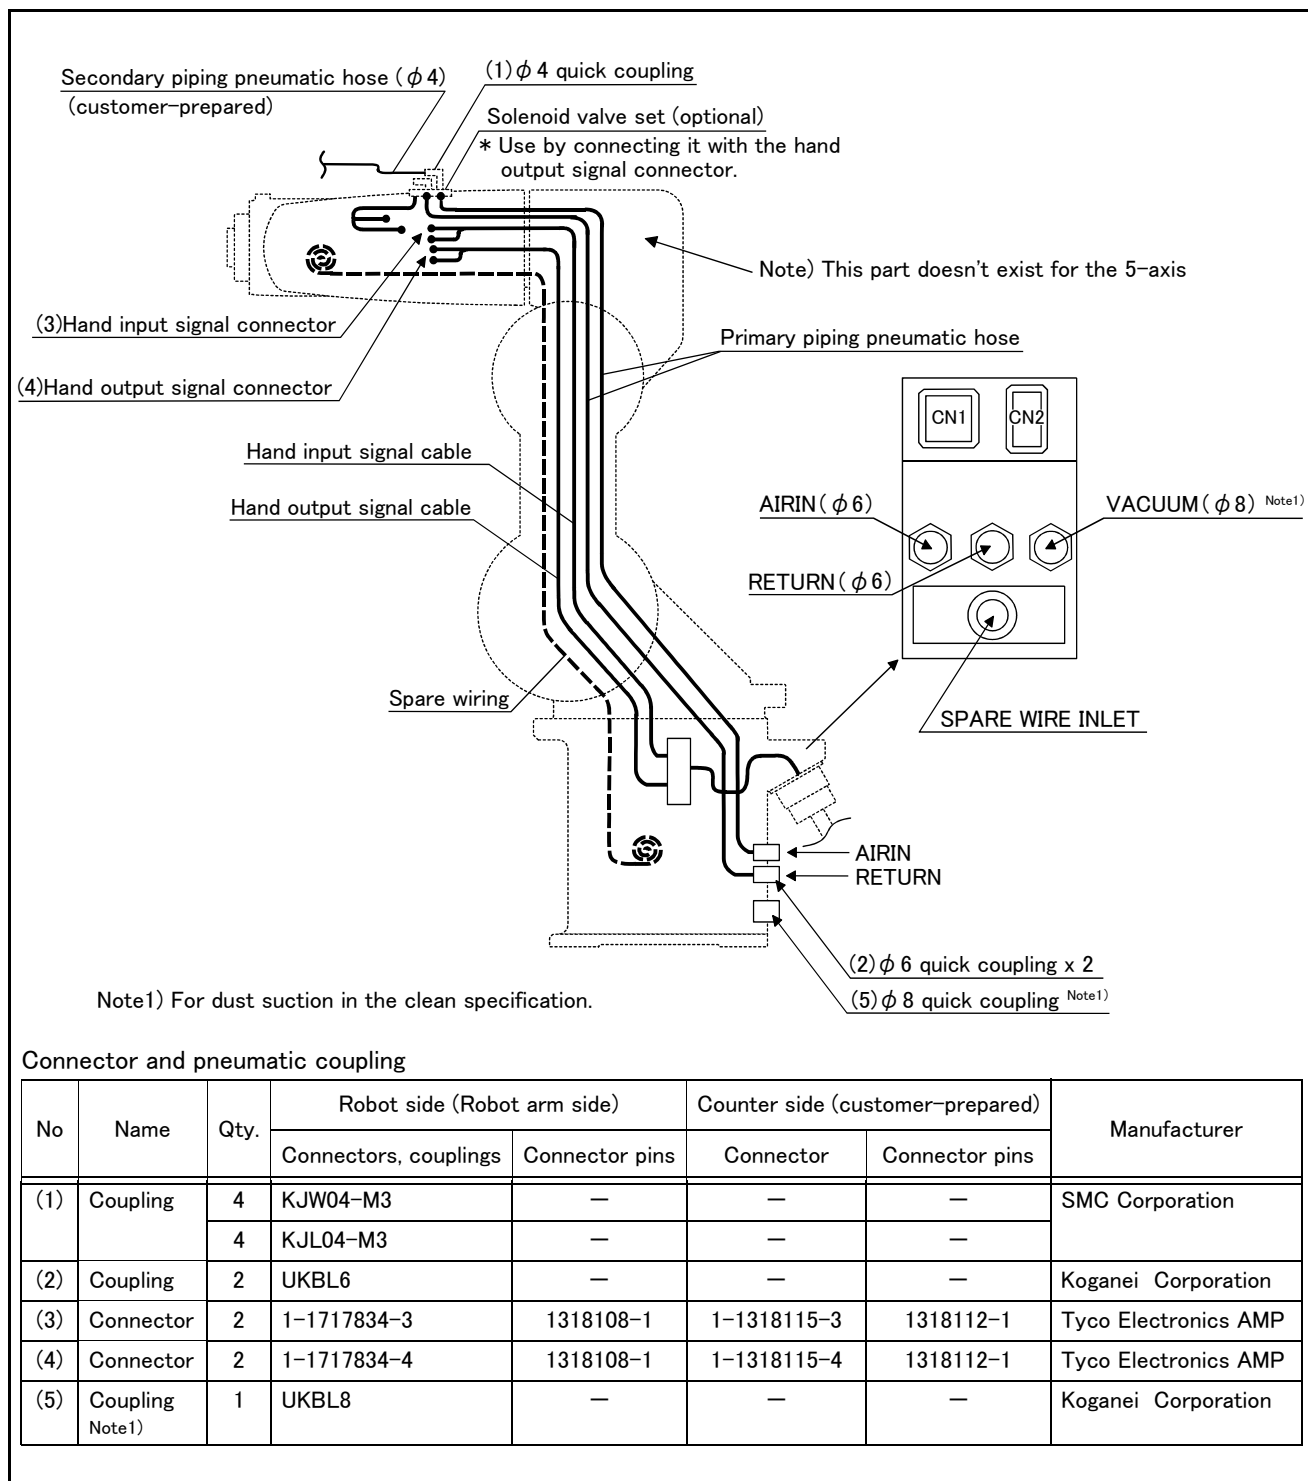 Secondary piping pneumatic hose (φ4)
(customer-prepared)
(1)φ4 quick coupling
Solenoid valve set (optional)
* Use by connecting it with the hand
output signal connector.
Note) This part doesn't exist for the 5-axis
(3)Hand input signal connector
Primary piping pneumatic hose
(4)Hand output signal connector
CN1
CN2
Hand input signal cable
Hand output signal cable
AIRIN(φ6)
VACUUM(φ8) Note1)
RETURN(φ6)
Spare wiring
SPARE WIRE INLET
AIRIN
RETURN
(2)φ6 quick coupling x 2
(5)φ8 quick coupling Note1)
Note1) For dust suction in the clean specification.
Connector and pneumatic coupling
No Name Qty. Robot side (Robot arm side) Counter side (customer-prepared) Manufacturer
Connectors, couplings Connector pins Connector Connector pins
(1) Coupling 4 KJW04-M3 — — — SMC Corporation
4 KJL04-M3 — — —
(2) Coupling 2 UKBL6 — — — Koganei Corporation
(3) Connector 2 1-1717834-3 1318108-1 1-1318115-3 1318112-1 Tyco Electronics AMP
(4) Connector 2 1-1717834-4 1318108-1 1-1318115-4 1318112-1 Tyco Electronics AMP
(5) Coupling 1 UKBL8 — — — Koganei Corporation
Note1)